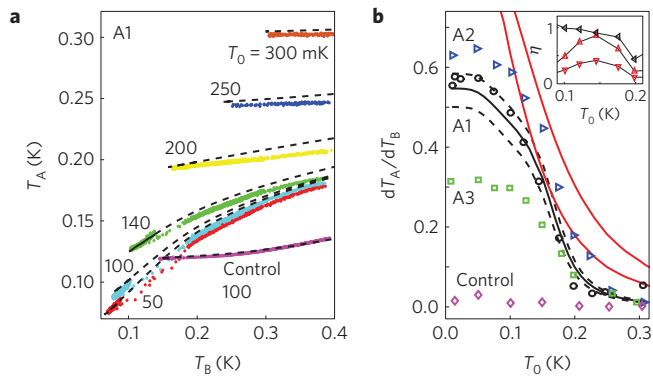 a
A1
T0 = 300 mK
250
200
140
100
50
Control
100
0.30
0.25
0.20
0.15
0.10
TA (K)
0.1 0.2 0.3 0.4
TB (K)
b
A2
A1
A3
Control
0.6
0.4
0.2
0.0
dTA/dTB
0.0 0.1 0.2 0.3
T0 (K)
1
0
η
0.1 0.2
T0 (K)